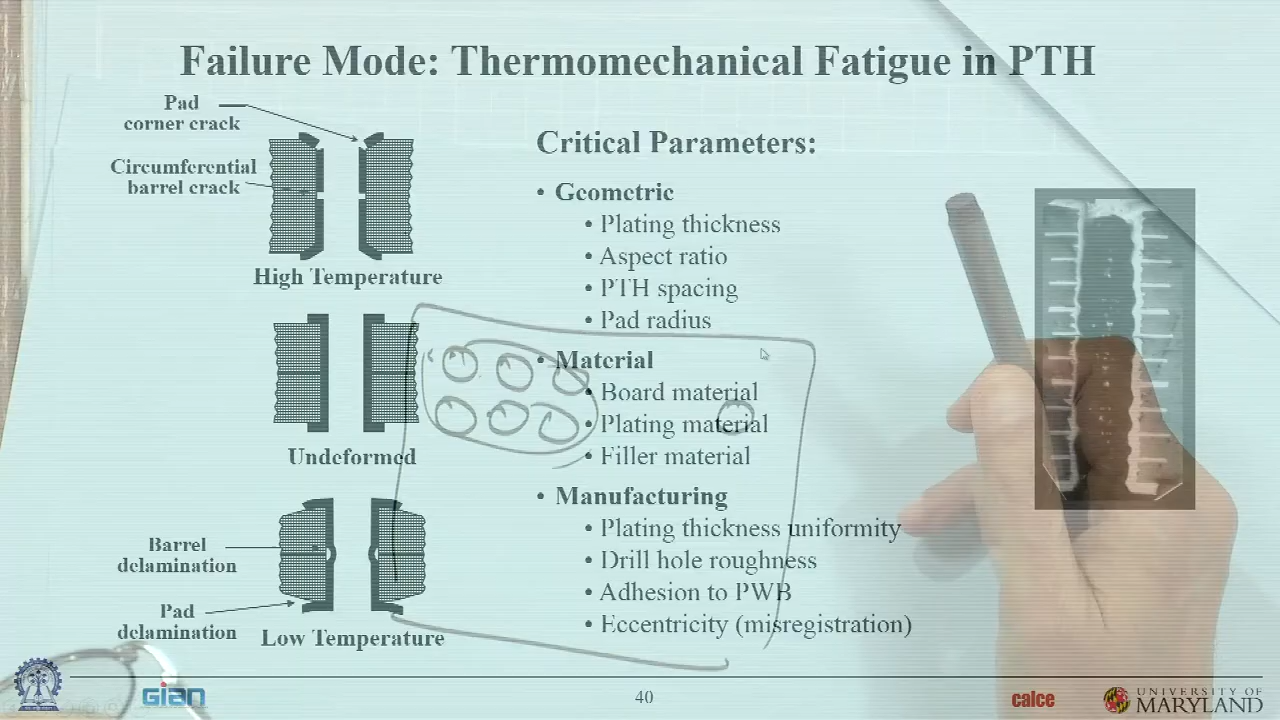 Failure Mode: Thermomechanical Fatigue in PTH
Pad
corner crack
Circumferential
barrel crack
High Temperature
Undeformed
Barrel
delamination
Pad
delamination
Low Temperature
Critical Parameters:
• Geometric
• Plating thickness
• Aspect ratio
• PTH spacing
• Pad radius
• Material
• Board material
• Plating material
• Filler material
• Manufacturing
• Plating thickness uniformity
• Drill hole roughness
• Adhesion to PWB
• Eccentricity (misregistration)
GIAN
40
calce
UNIVERSITY OF
MARYLAND